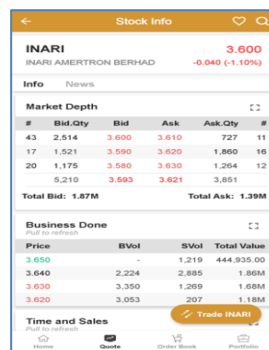 Stock Info
INARI 3.600
INARI AMERTRON BERHAD -0.040 (-1.10%)
Info News
Market Depth
# Bid.Qty Bid Ask Ask.Qty #
43 2,514 3.600 3.610 727 11
17 1,521 3.590 3.620 1,860 16
20 1,175 3.580 3.630 1,264 12
5,210 3.593 3.621 3,851
Total Bid: 1.87M Total Ask: 1.39M
Business Done
Pull to refresh
Price BVol SVol Total Value
3.650 - 1,219 444,935.00
3.640 2,224 2,885 1.86M
3.630 3,350 1,269 1.68M
3.620 3,053 207 1.18M
Trade INARI
Time and Sales
Pull to refresh
Home Quote Order Book Portfolio